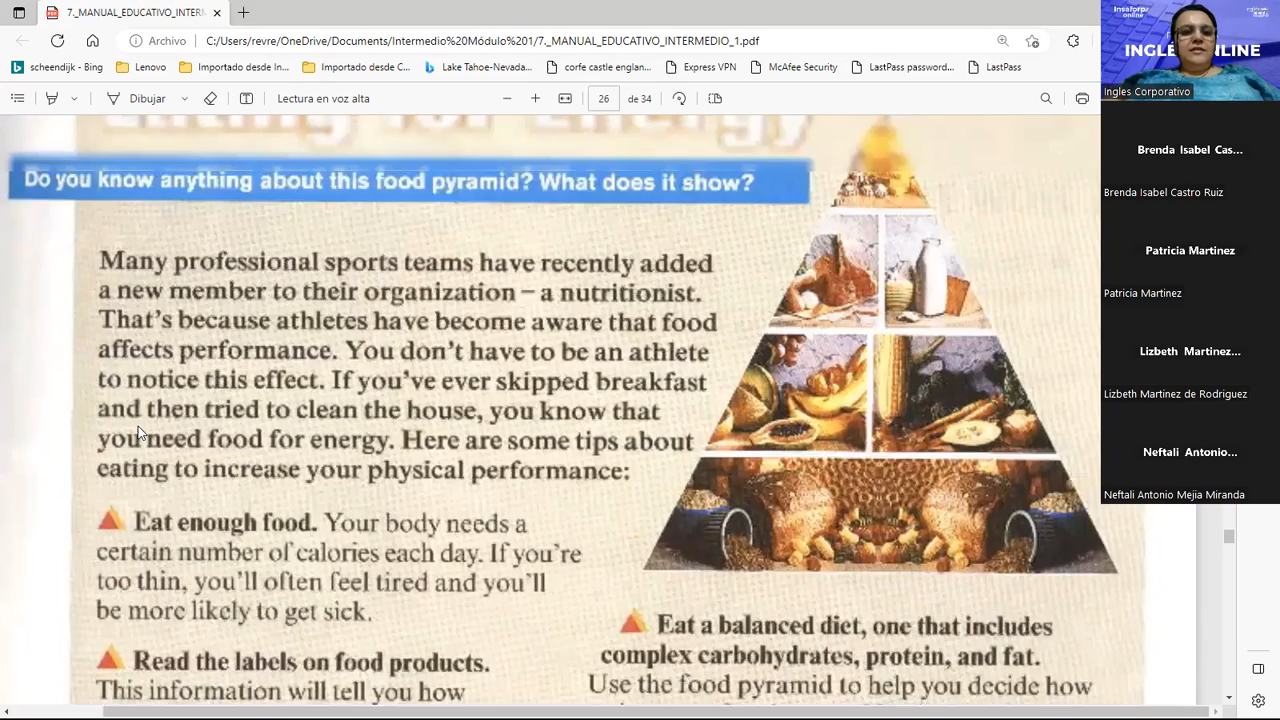 7._MANUAL_EDUCATIVO_INTERM
Archivo
C:/Users/revre/OneDrive/Documents/Inglés
/7._MANUAL_EDUCATIVO_INTERMEDIO_1.pdf
scheendijk - Bing
Lenovo
Importado desde In...
Importado desde C...
Lake Tahoe -
corfe castle englan...
Express VPN
McAfee Security
LastPass password...
LastPass
Dibujar
Lectura en voz alta
26
de 34
Eating for Energy
Do you know anything about this food pyramid? What does it show?
Many professional sports teams have recently added
a new member to their organization – a nutritionist.
That's because athletes have become aware that food
affects performance. You don't have to be an athlete
to notice this effect. If you've ever skipped breakfast
and then tried to clean the house, you know that
you need food for energy. Here are some tips about
eating to increase your physical performance:
Eat enough food. Your body needs a
certain number of calories each day. If you're
too thin, you'll often feel tired and you'll
be more likely to get sick.
Read the labels on food products.
This information will tell you how
Eat a balanced diet, one that includes
complex carbohydrates, protein, and fat.
Use the food pyramid to help you decide how
Insaforp
online
INGLÉ
NLINE
Ingles Corporativo
Brenda Isabel Cas...
Brenda Isabel Castro Ruiz
Patricia Martinez
Patricia Martinez
Lizbeth Martinez...
Lizbeth Martinez de Rodriguez
Neftali Antonio...
Neftali Antonio Mejia Miranda